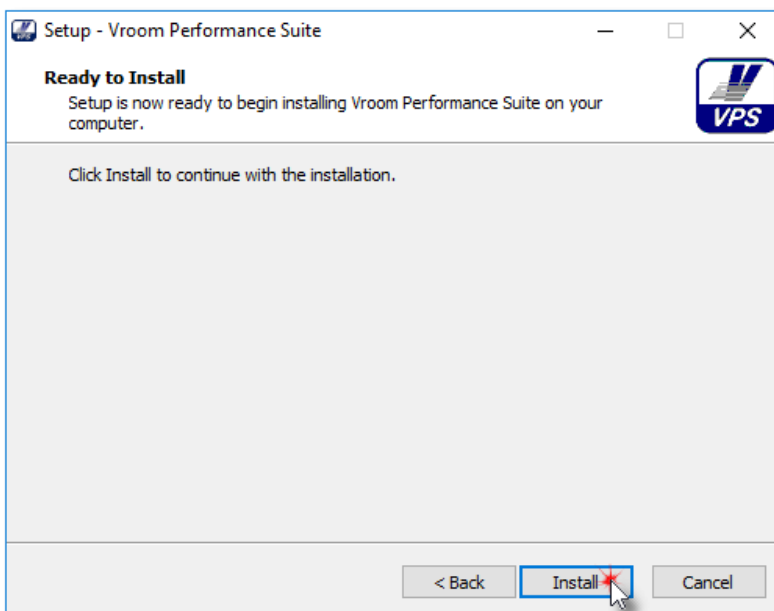 Setup - Vroom Performance Suite
Ready to Install
Setup is now ready to begin installing Vroom Performance Suite on your
computer.
VPS
Click Install to continue with the installation.
< Back
Install
Cancel